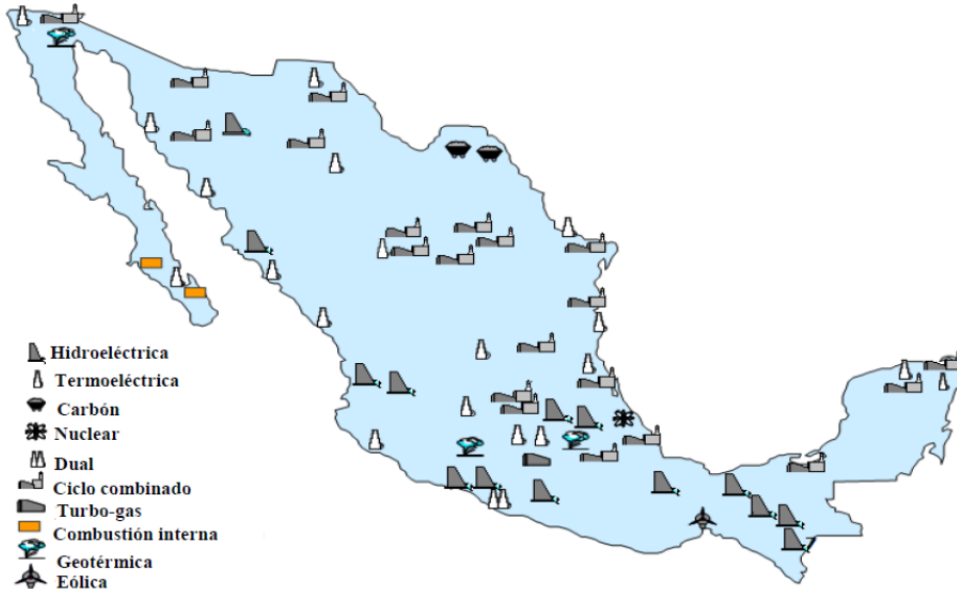 Hidroeléctrica
Termoeléctrica
Carbón
Nuclear
Dual
Ciclo combinado
Turbo-gas
Combustión interna
Geotérmica
Eólica